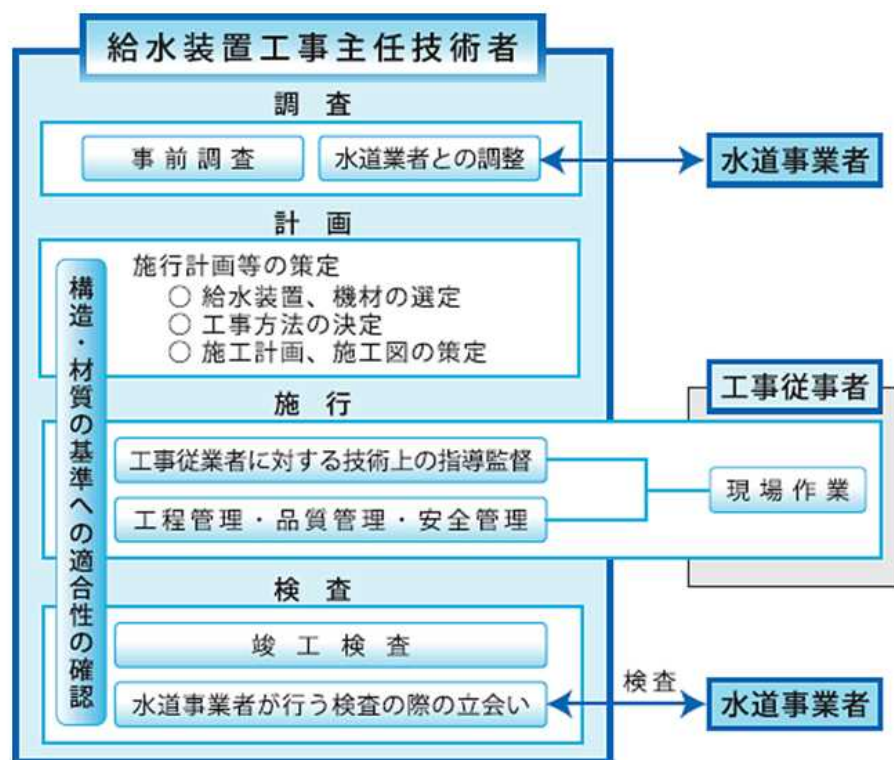 給水装置工事主任技術者
調査
事前調査
水道業者との調整
水道事業者
計画
構造・材質の基準への適合性の確認
施行計画等の策定
○ 給水装置、機材の選定
○ 工事方法の決定
○ 施工計画、施工図の策定
工事従事者
施行
工事従業者に対する技術上の指導監督
工程管理・品質管理・安全管理
現場作業
検査
竣工検査
水道事業者が行う検査の際の立会い
検査
水道事業者